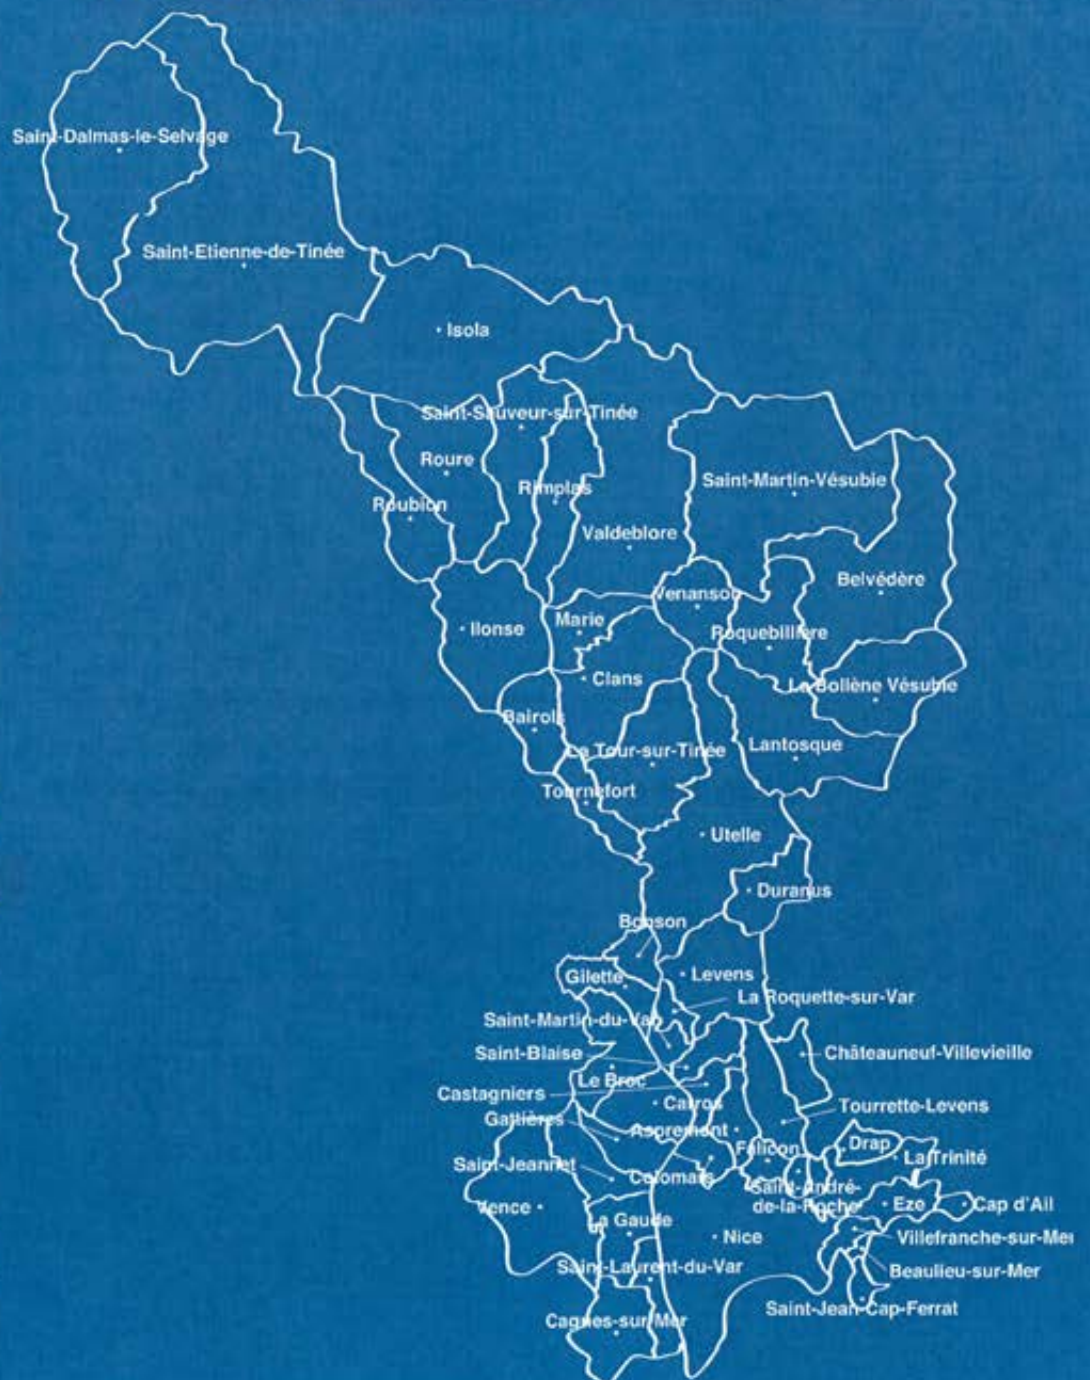 Saint-Dalmas-le-Selvage
Saint-Etienne-de-Tinée
Isola
Saint-Sauveur-sur-Tinée
Roure
Saint-Martin-Vésubie
Rimplas
Roubion
Valdeblore
Belvédère
Venanson
Marie
Ilonse
Roquebillière
Clans
La Bollène Vésubie
Bairols
Lantosque
La Tour-sur-Tinée
Tournefort
Utelle
Duranus
Bonson
Gilette
Levens
La Roquette-sur-Var
Saint-Martin-du-Var
Saint-Blaise
Châteauneuf-Villevieille
Le Broc
Castagniers
Carros
Tourrette-Levens
Gattières
Aspremont
Falicon
Drap
La Trinité
Saint-Jeannet
Colomars
Saint-André-
de-la-Roche
Vence
Eze
Cap d'Ail
La Gaude
Nice
Villefranche-sur-Mer
Saint-Laurent-du-Var
Beaulieu-sur-Mer
Saint-Jean-Cap-Ferrat
Cagnes-sur-Mer